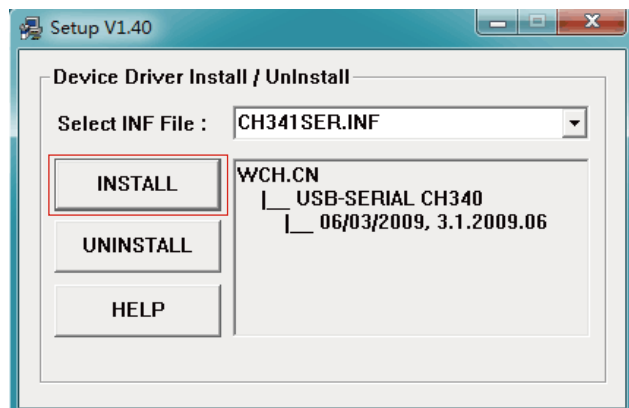 Setup V1.40
Device Driver Install / UnInstall
Select INF File : CH341SER.INF
INSTALL
WCH.CN
|__ USB-SERIAL CH340
|__ 06/03/2009, 3.1.2009.06
UNINSTALL
HELP